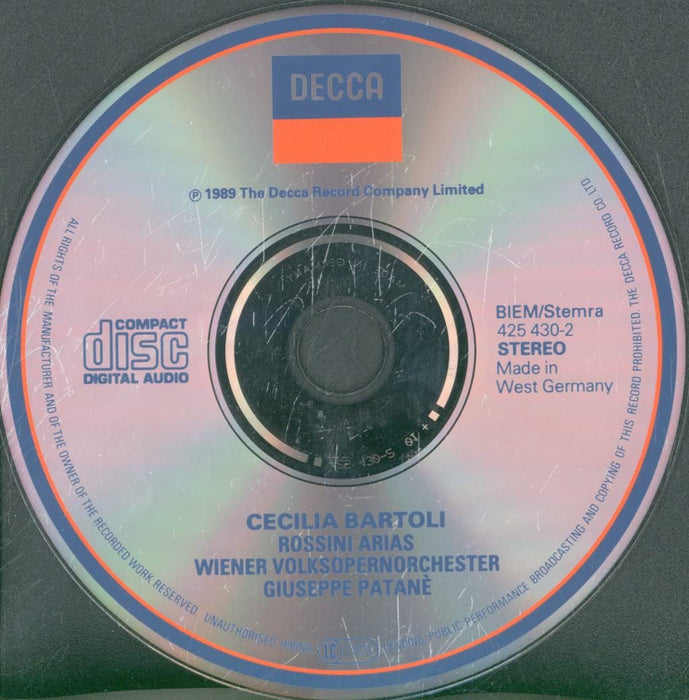 DECCA
℗ 1989 The Decca Record Company Limited
COMPACT
disc
DIGITAL AUDIO
BIEM/Stemra
425 430-2
STEREO
Made in
West Germany
CECILIA BARTOLI
ROSSINI ARIAS
WIENER VOLKSOPERNORCHESTER
GIUSEPPE PATANÈ
ALL RIGHTS OF THE MANUFACTURER AND OF THE OWNER OF THE RECORDED WORK RESERVED. UNAUTHORISED HIRING, LENDING, PUBLIC PERFORMANCE, BROADCASTING AND COPYING OF THIS RECORD PROHIBITED. THE DECCA RECORD CO. LTD.